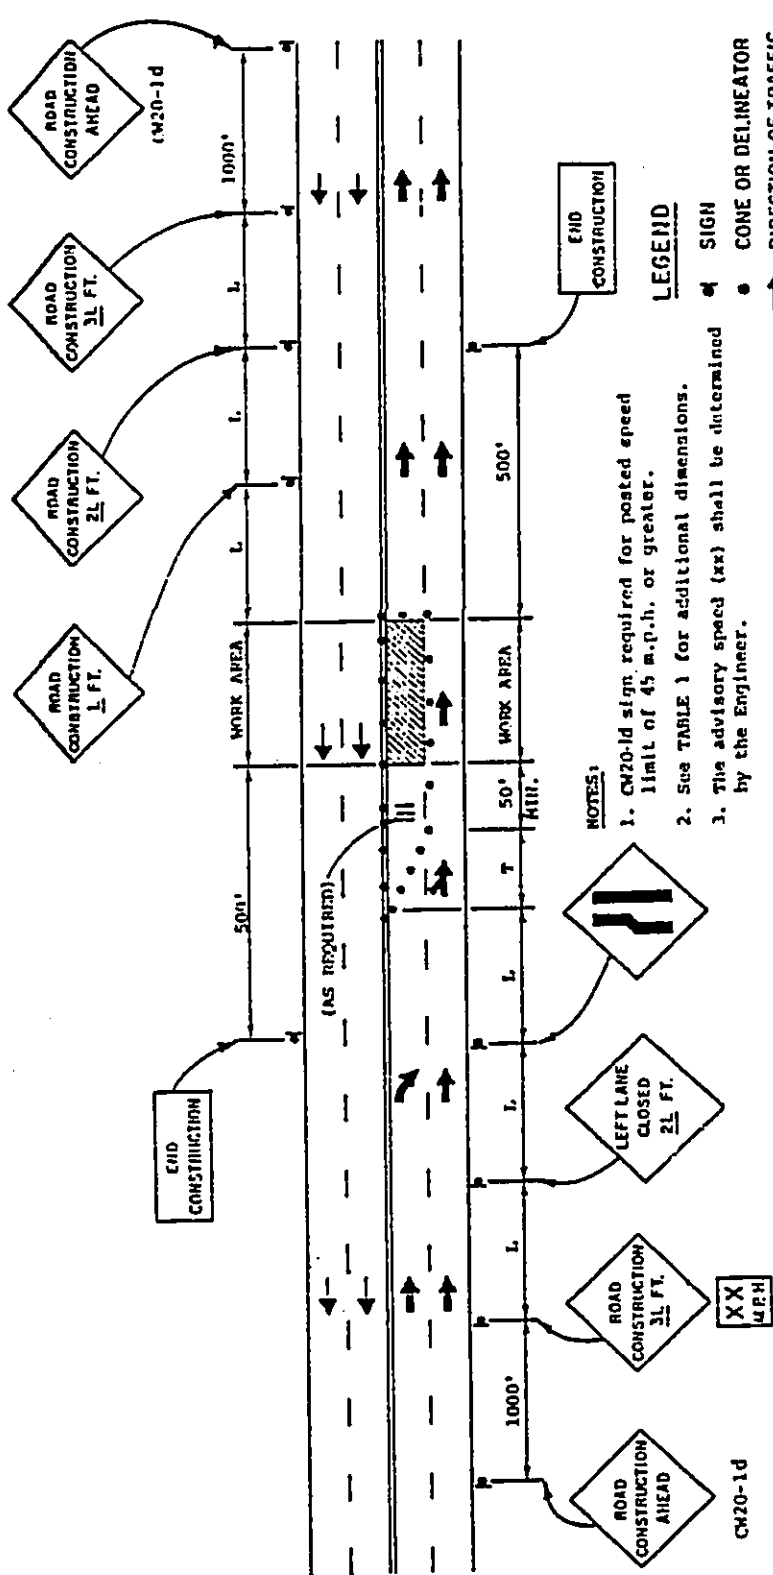 ROAD
CONSTRUCTION
AHEAD
CW20-1d
1000'
ROAD
CONSTRUCTION
3L FT.
L
ROAD
CONSTRUCTION
2L FT.
L
ROAD
CONSTRUCTION
L FT.
L
WORK AREA
500'
(AS REQUIRED)
END
CONSTRUCTION
END
CONSTRUCTION
500'
WORK AREA
50'
MIN.
T
L
L
LEFT LANE
CLOSED
2L FT.
L
ROAD
CONSTRUCTION
3L FT.
XX
M.P.H
1000'
ROAD
CONSTRUCTION
AHEAD
CW20-1d
NOTES:
1. CW20-1d sign required for posted speed
limit of 45 m.p.h. or greater.
2. See TABLE 1 for additional dimensions.
3. The advisory speed (xx) shall be determined
by the Engineer.
LEGEND
SIGN
CONE OR DELINEATOR
DIRECTION OF TRAFFIC